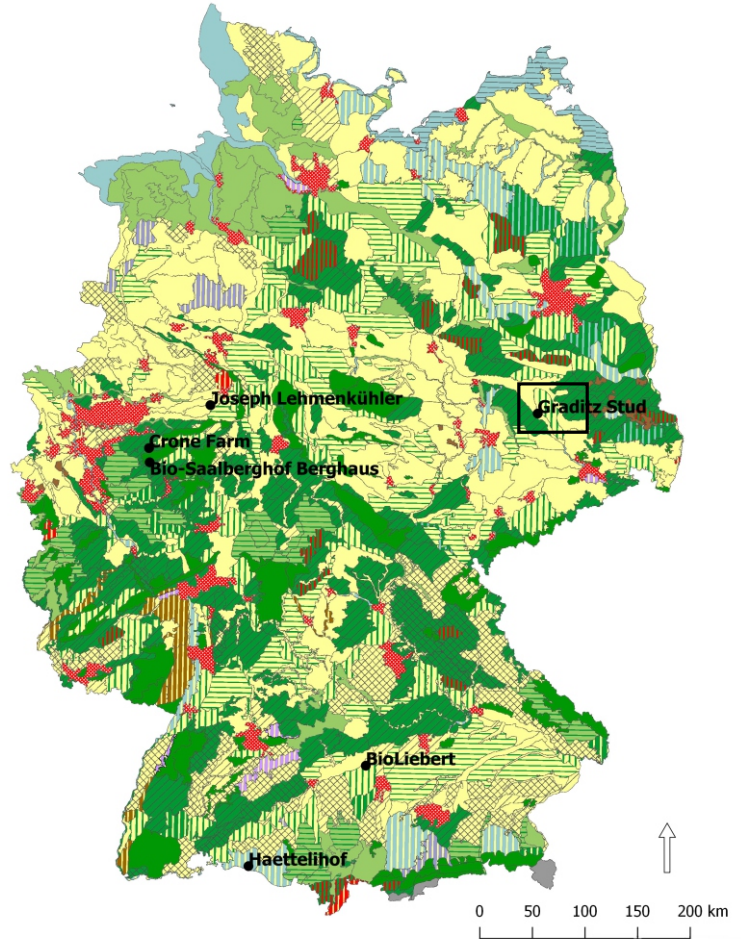 Joseph Lehmenkühler
Graditz Stud
Crone Farm
Bio-Saalberghof Berghaus
BioLiebert
Haettelihof
0 50 100 150 200 km